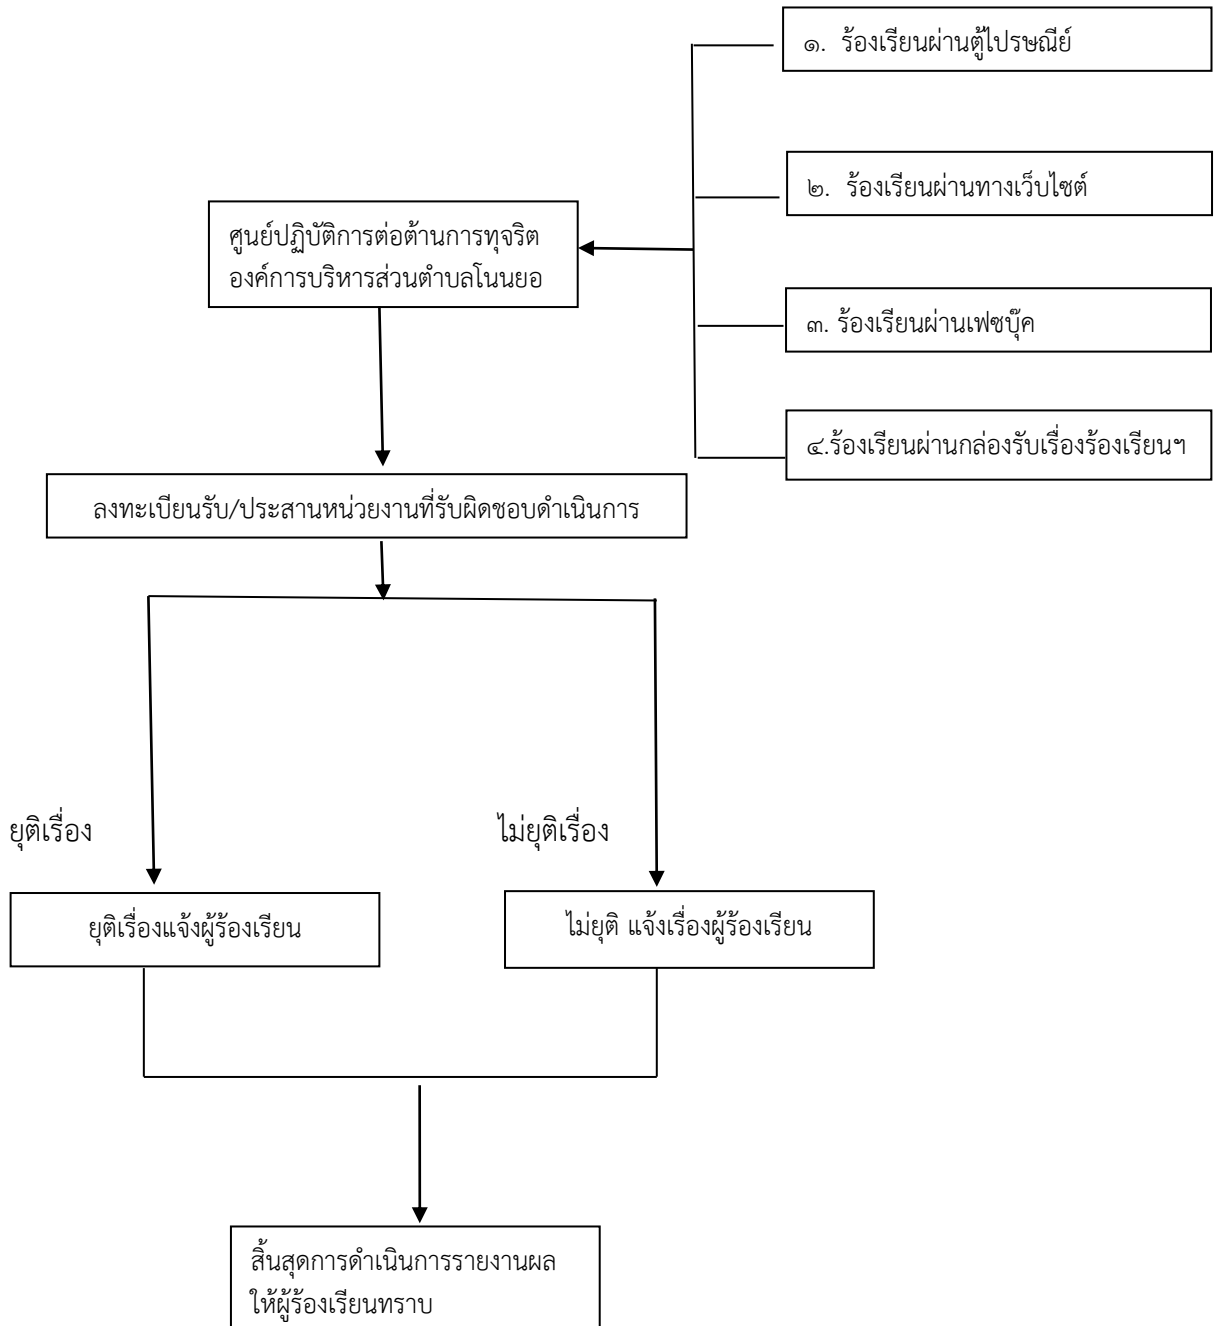 ๑. ร้องเรียนผ่านตู้ไปรษณีย์
๒. ร้องเรียนผ่านทางเว็บไซต์
ศูนย์ปฏิบัติการต่อต้านการทุจริต
องค์การบริหารส่วนตำบลโนนยอ
๓. ร้องเรียนผ่านเฟซบุ๊ค
๔.ร้องเรียนผ่านกล่องรับเรื่องร้องเรียนฯ
ลงทะเบียนรับ/ประสานหน่วยงานที่รับผิดชอบดำเนินการ
ยุติเรื่อง
ไม่ยุติเรื่อง
ยุติเรื่องแจ้งผู้ร้องเรียน
ไม่ยุติ แจ้งเรื่องผู้ร้องเรียน
สิ้นสุดการดำเนินการรายงานผล
ให้ผู้ร้องเรียนทราบ